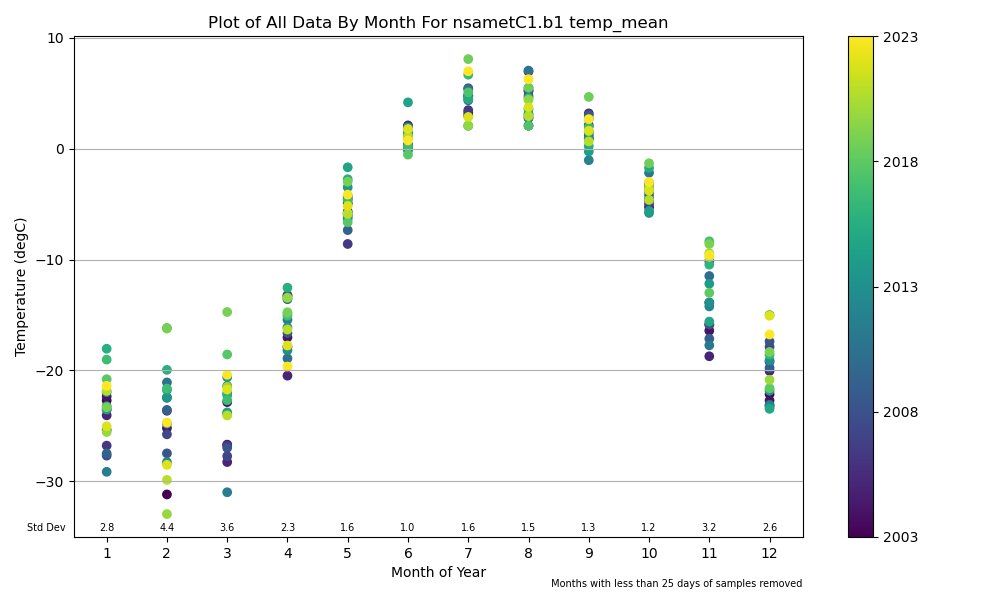 Plot of All Data By Month For nsametC1.b1 temp_mean
Temperature (degC)
10
0
−10
−20
−30
Std Dev 2.8 4.4 3.6 2.3 1.6 1.0 1.6 1.5 1.3 1.2 3.2 2.6
1 2 3 4 5 6 7 8 9 10 11 12
Month of Year
Months with less than 25 days of samples removed
2023
2018
2013
2008
2003